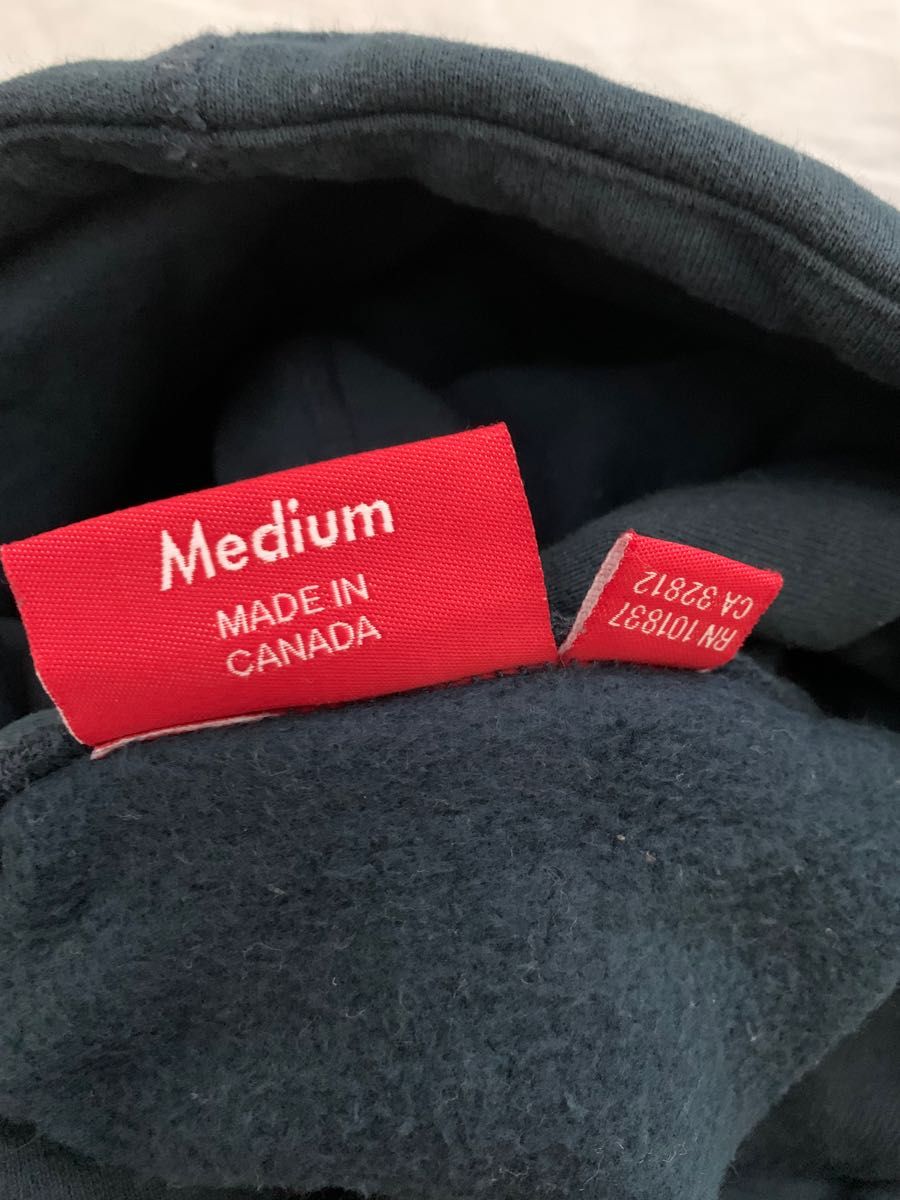 Medium
MADE IN
CANADA
RN 101837
CA 32812